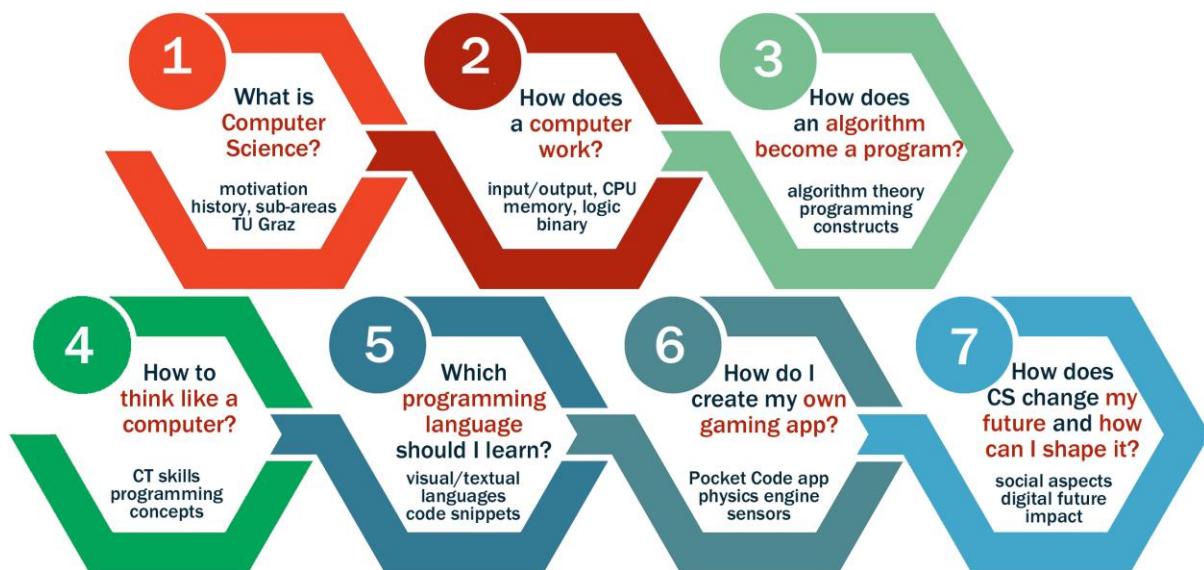 1
What is
Computer
Science?
motivation
history, sub-areas
TU Graz
2
How does
a computer
work?
input/output, CPU
memory, logic
binary
3
How does
an algorithm
become a program?
algorithm theory
programming
constructs
4
How to
think like a
computer?
CT skills
programming
concepts
5
Which
programming
language
should I learn?
visual/textual
languages
code snippets
6
How do I
create my own
gaming app?
Pocket Code app
physics engine
sensors
7
How does
CS change my
future and how
can I shape it?
social aspects
digital future
impact